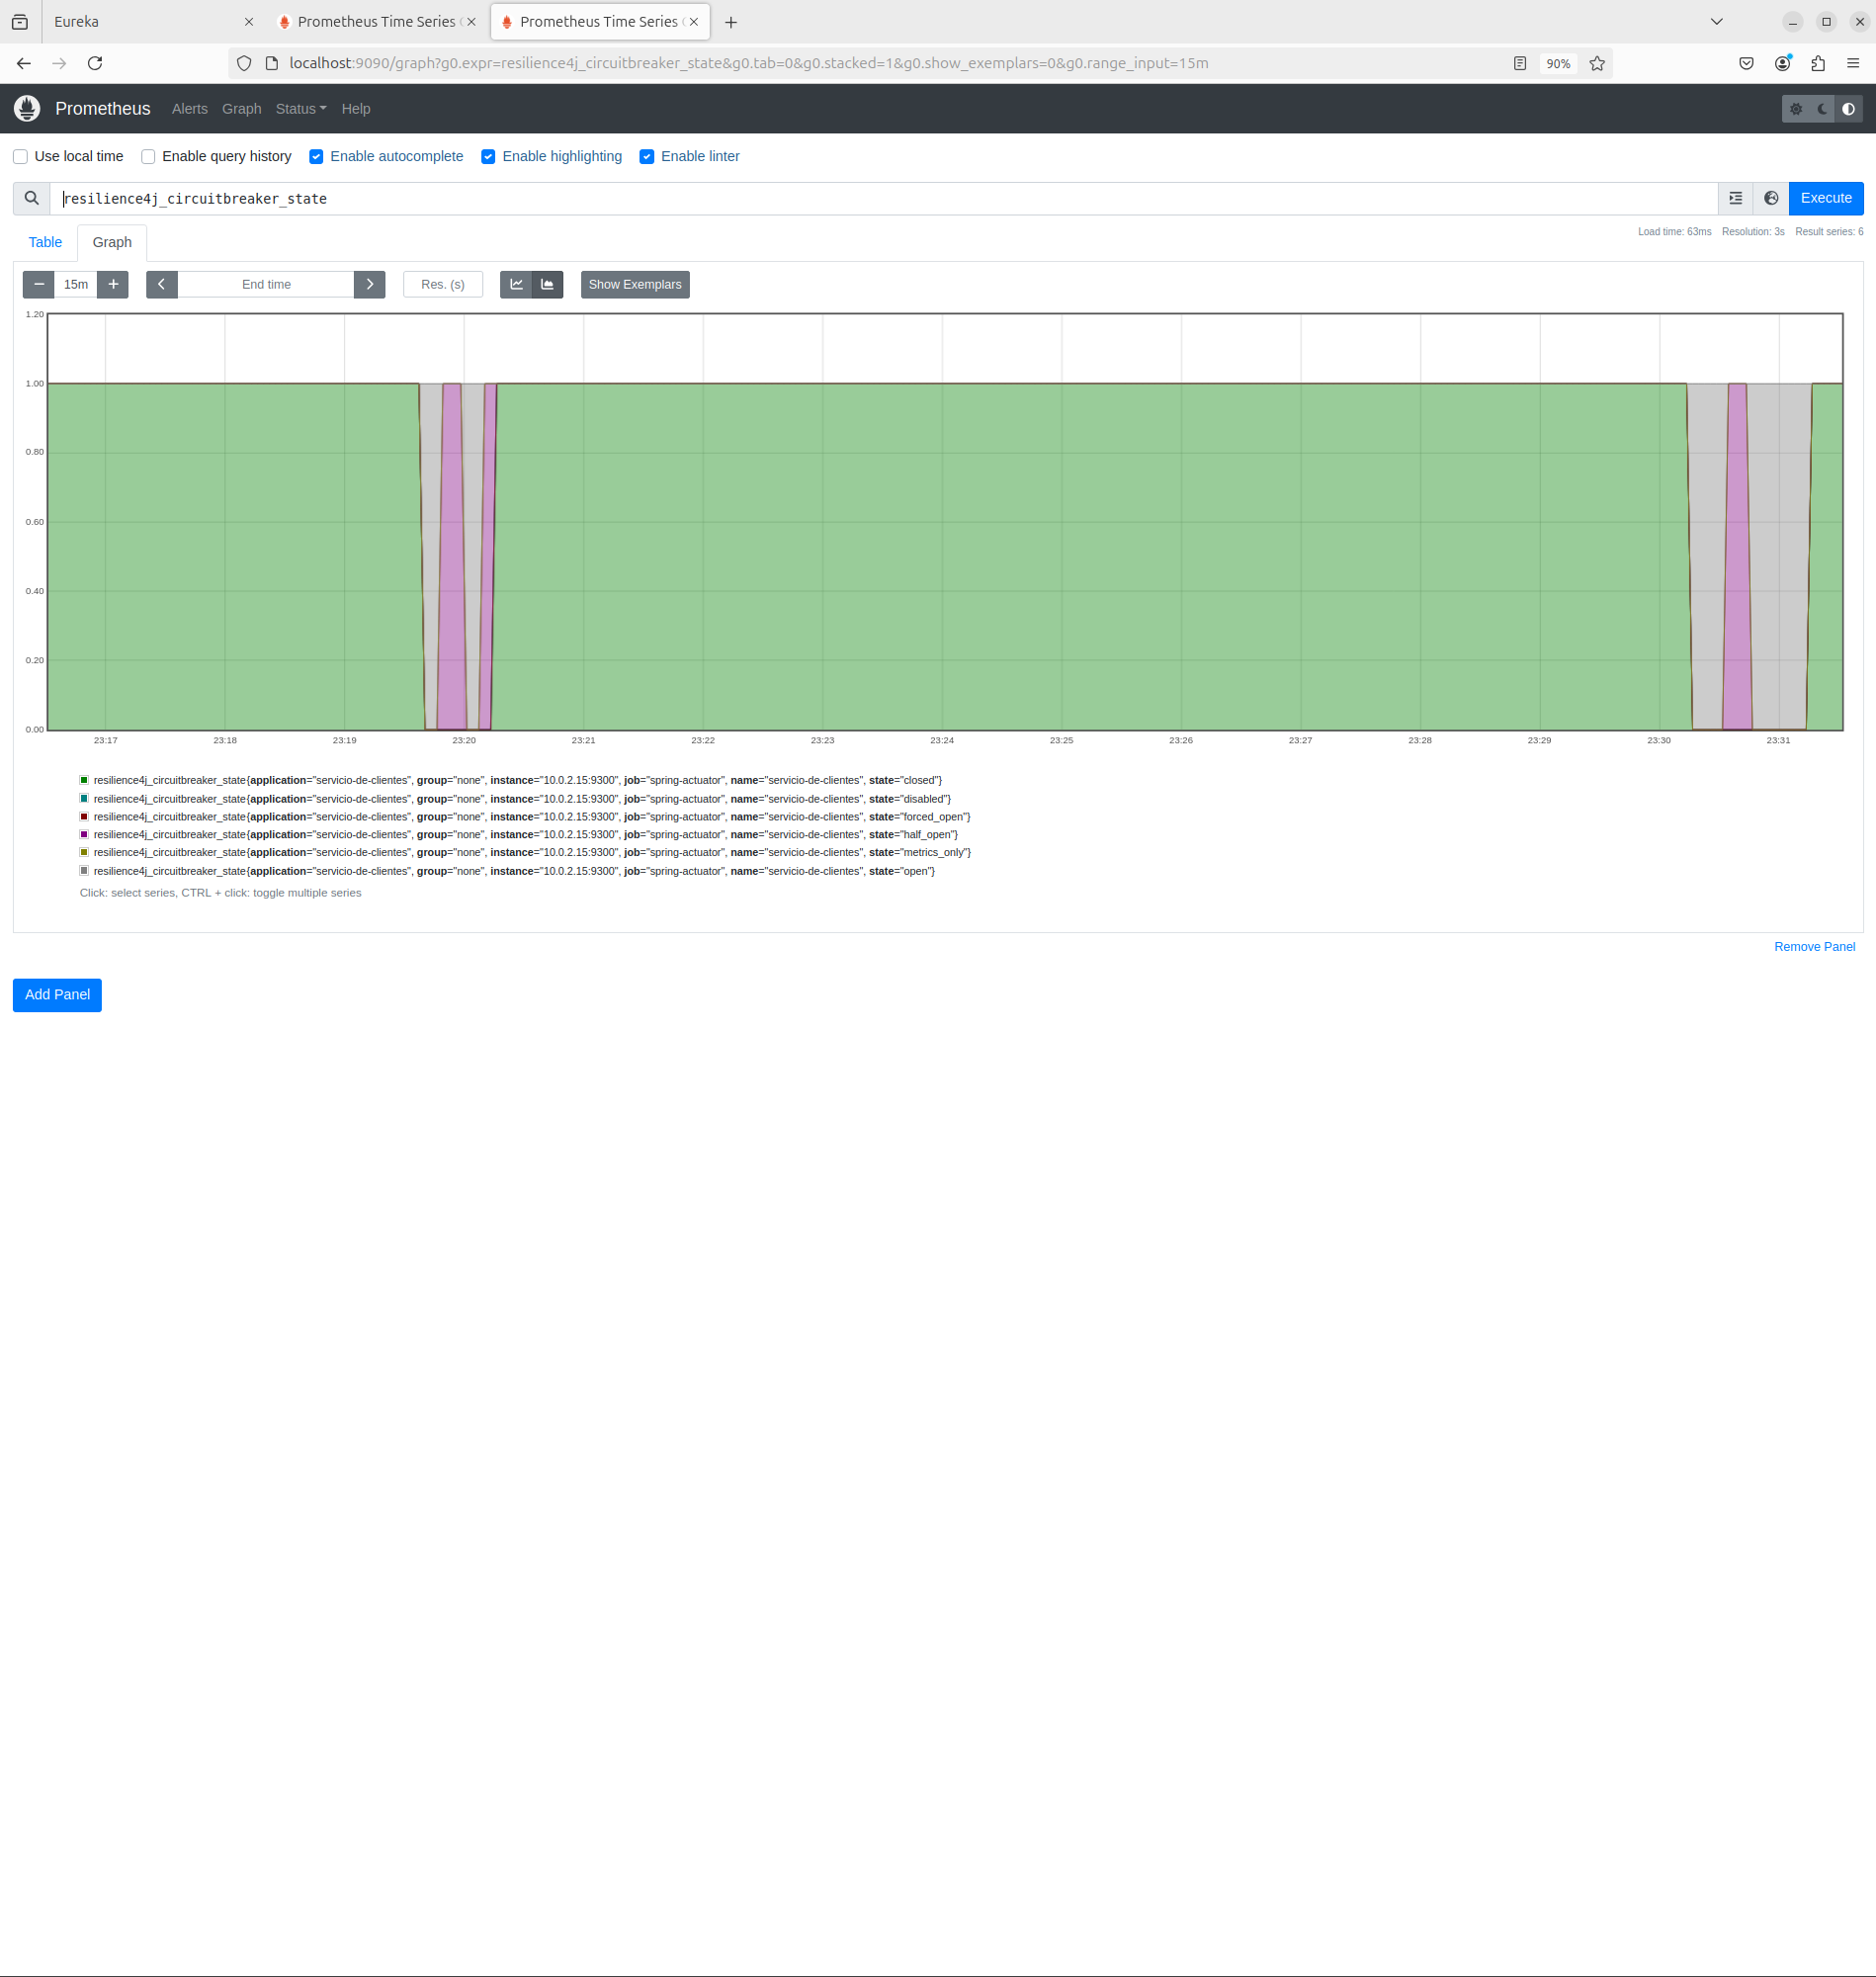 Eureka
Prometheus Time Series
Prometheus Time Series
localhost:9090/graph?g0.expr=resilience4j_circuitbreaker_state&g0.tab=0&g0.stacked=1&g0.show_exemplars=0&g0.range_input=15m
90%
Prometheus Alerts Graph Status Help
Use local time Enable query history Enable autocomplete Enable highlighting Enable linter
resilience4j_circuitbreaker_state
Execute
Table Graph
Load time: 63ms Resolution: 3s Result series: 6
15m End time Res. (s) Show Exemplars
1.20
1.00
0.80
0.60
0.40
0.20
0.00
23:17 23:18 23:19 23:20 23:21 23:22 23:23 23:24 23:25 23:26 23:27 23:28 23:29 23:30 23:31
resilience4j_circuitbreaker_state{application="servicio-de-clientes", group="none", instance="10.0.2.15:9300", job="spring-actuator", name="servicio-de-clientes", state="closed"}
resilience4j_circuitbreaker_state{application="servicio-de-clientes", group="none", instance="10.0.2.15:9300", job="spring-actuator", name="servicio-de-clientes", state="disabled"}
resilience4j_circuitbreaker_state{application="servicio-de-clientes", group="none", instance="10.0.2.15:9300", job="spring-actuator", name="servicio-de-clientes", state="forced_open"}
resilience4j_circuitbreaker_state{application="servicio-de-clientes", group="none", instance="10.0.2.15:9300", job="spring-actuator", name="servicio-de-clientes", state="half_open"}
resilience4j_circuitbreaker_state{application="servicio-de-clientes", group="none", instance="10.0.2.15:9300", job="spring-actuator", name="servicio-de-clientes", state="metrics_only"}
resilience4j_circuitbreaker_state{application="servicio-de-clientes", group="none", instance="10.0.2.15:9300", job="spring-actuator", name="servicio-de-clientes", state="open"}
Click: select series, CTRL + click: toggle multiple series
Remove Panel
Add Panel